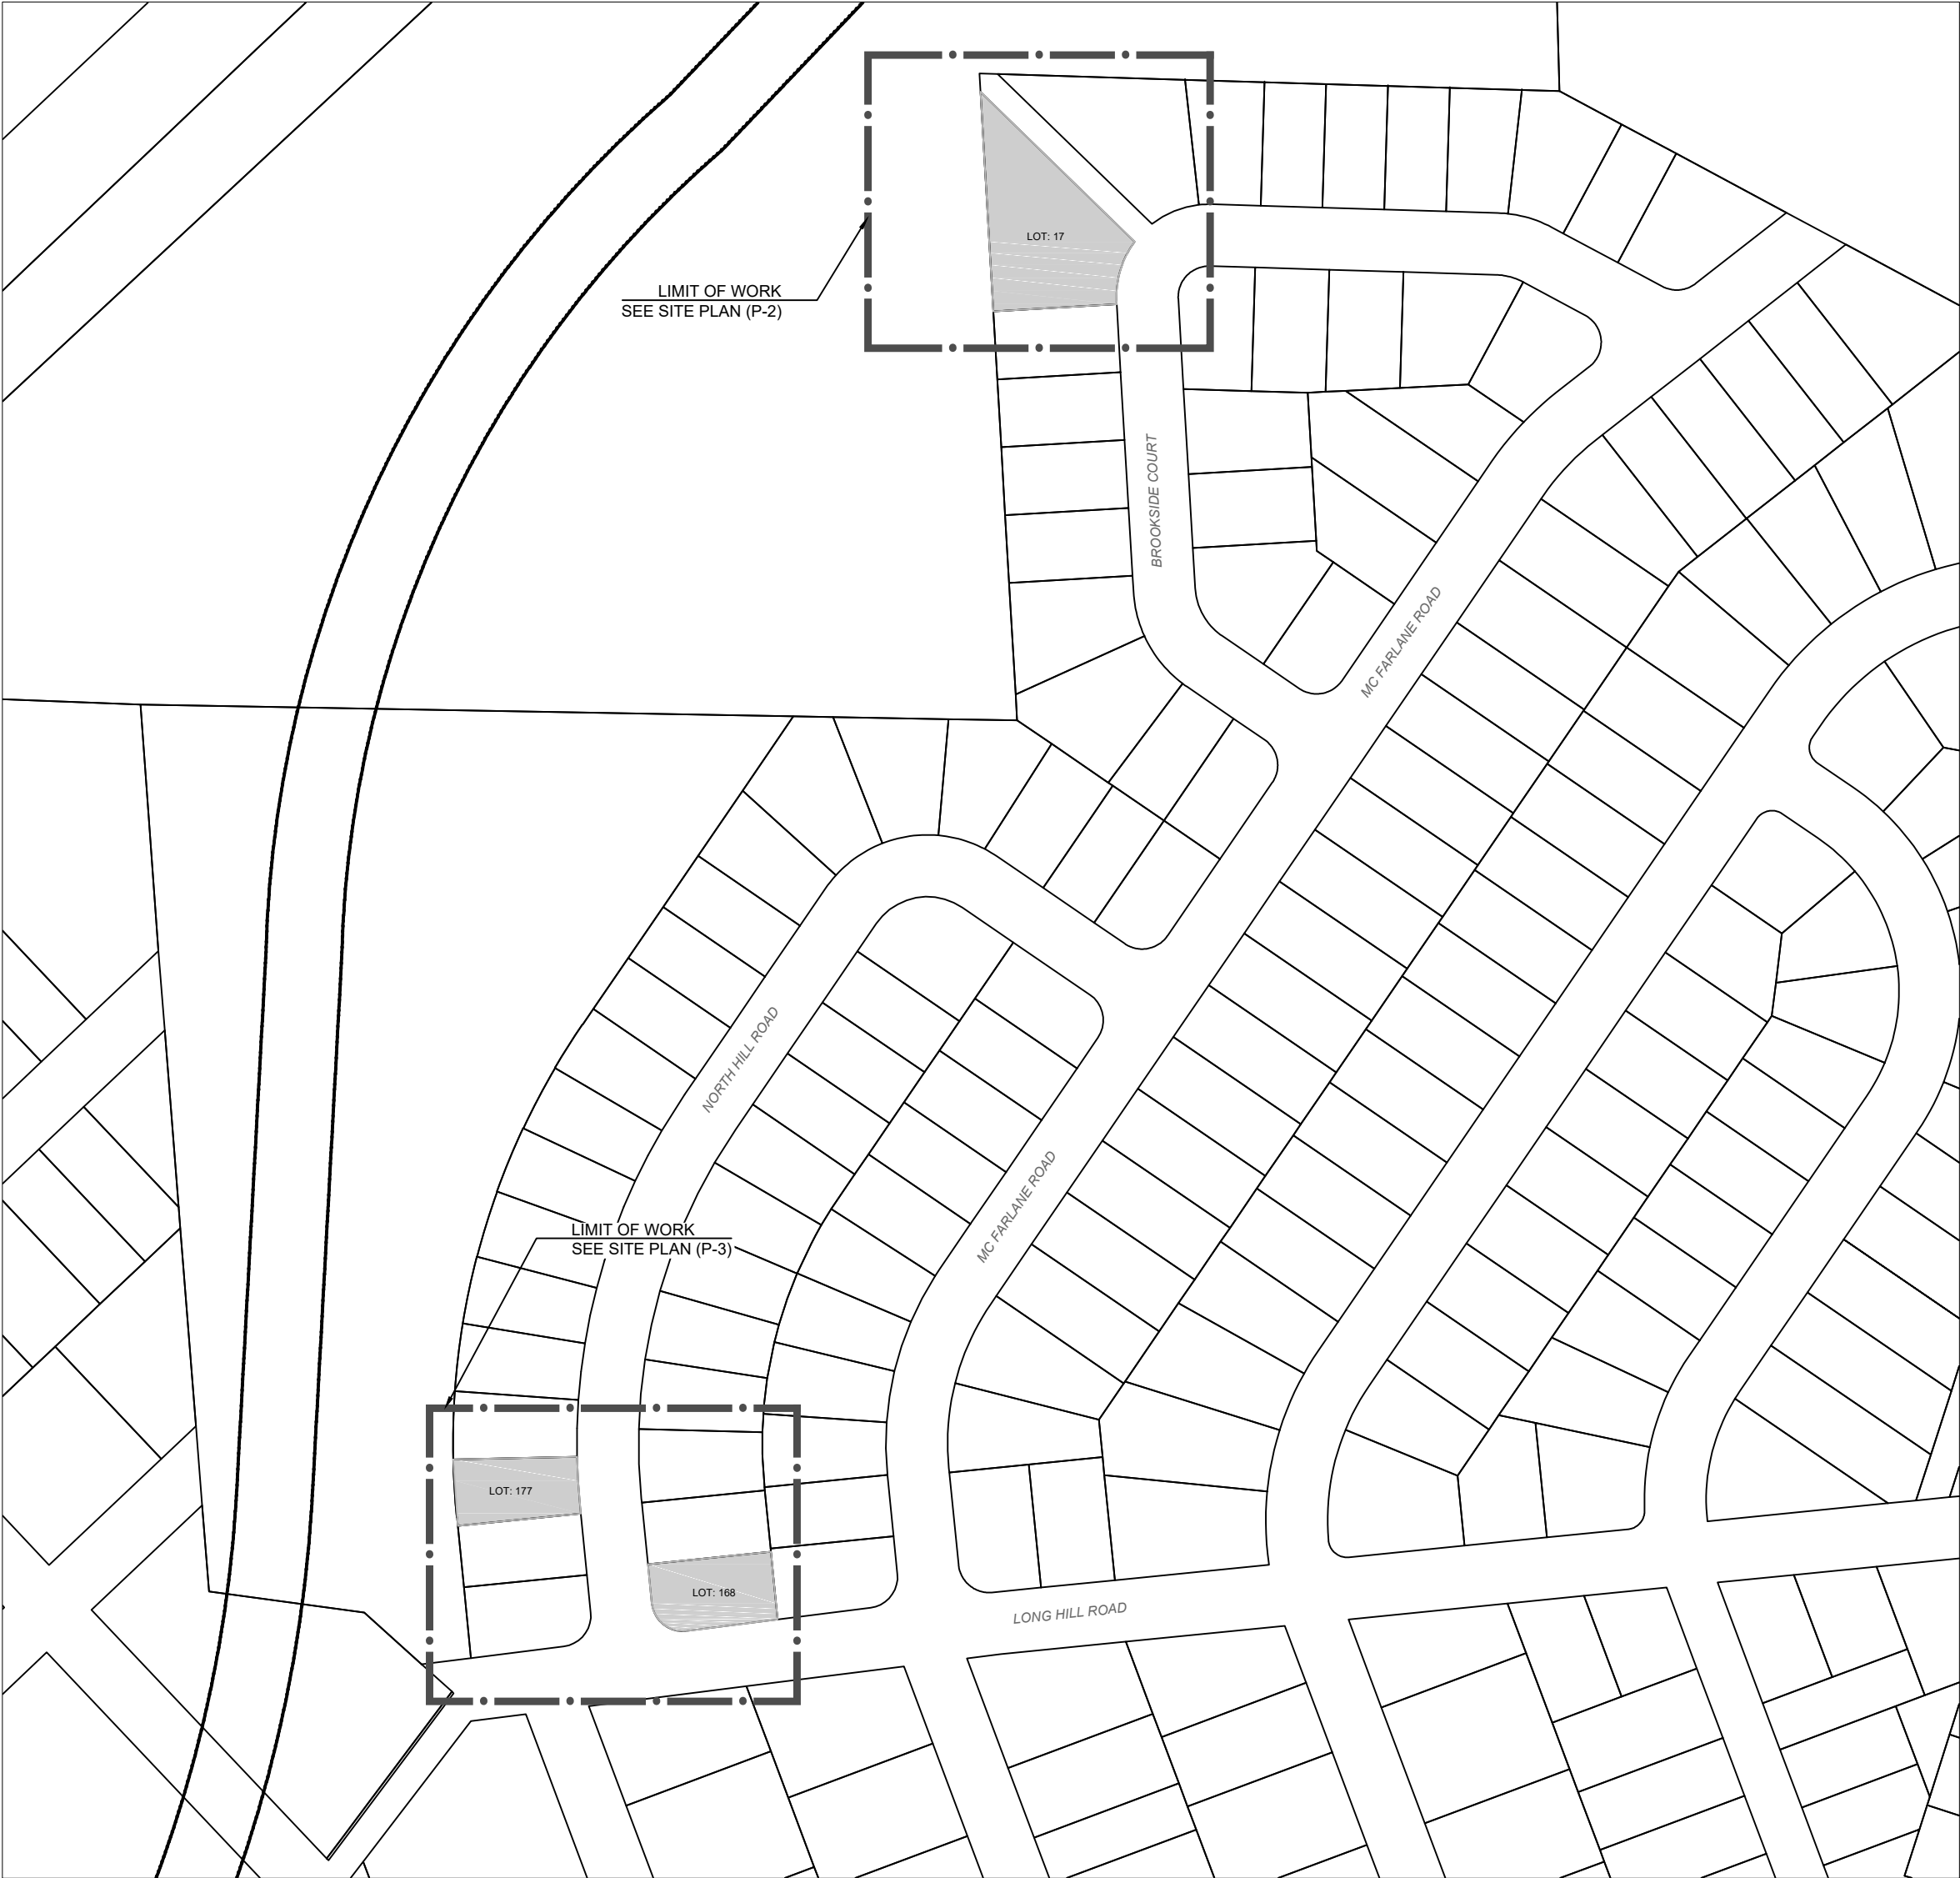 LOT: 17
LIMIT OF WORK
SEE SITE PLAN (P-2)
BROOKSIDE COURT
MC FARLANE ROAD
NORTH HILL ROAD
MC FARLANE ROAD
LIMIT OF WORK
SEE SITE PLAN (P-3)
LOT: 177
LOT: 168
LONG HILL ROAD